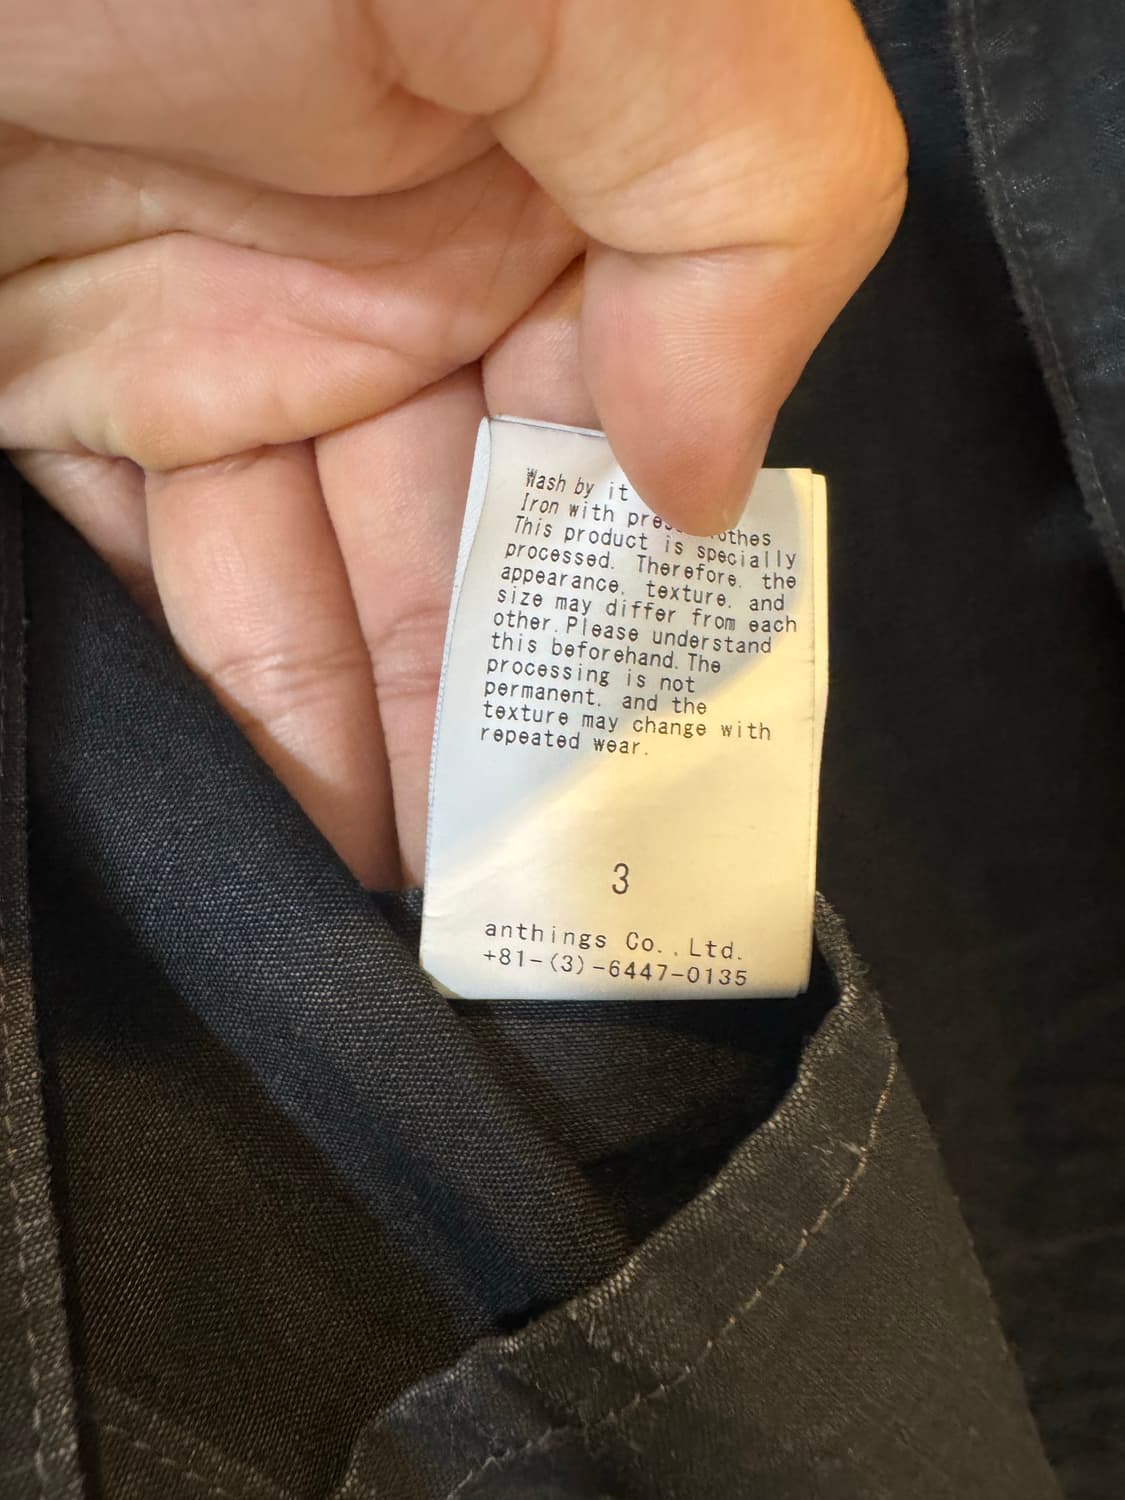 Wash by it
Iron with pres othes
This product is specially
processed. Therefore, the
appearance, texture, and
size may differ from each
other.Please understand
this beforehand.The
processing is not
permanent, and the
texture may change with
repeated wear.
3
anthings Co.,Ltd.
+81-(3)-6447-0135